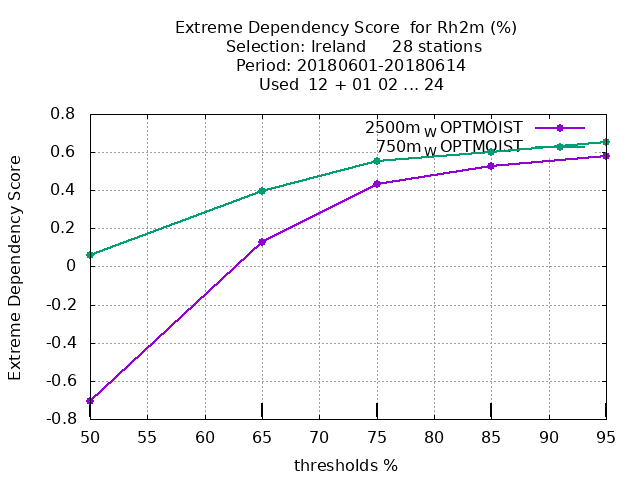 Extreme Dependency Score  for Rh2m (%)
Selection: Ireland     28 stations
Period: 20180601-20180614
Used  12 + 01 02 ... 24
2500m W OPTMOIST
750m W OPTMOIST
Extreme Dependency Score
0.8
0.6
0.4
0.2
0
-0.2
-0.4
-0.6
-0.8
50 55 60 65 70 75 80 85 90 95
thresholds %